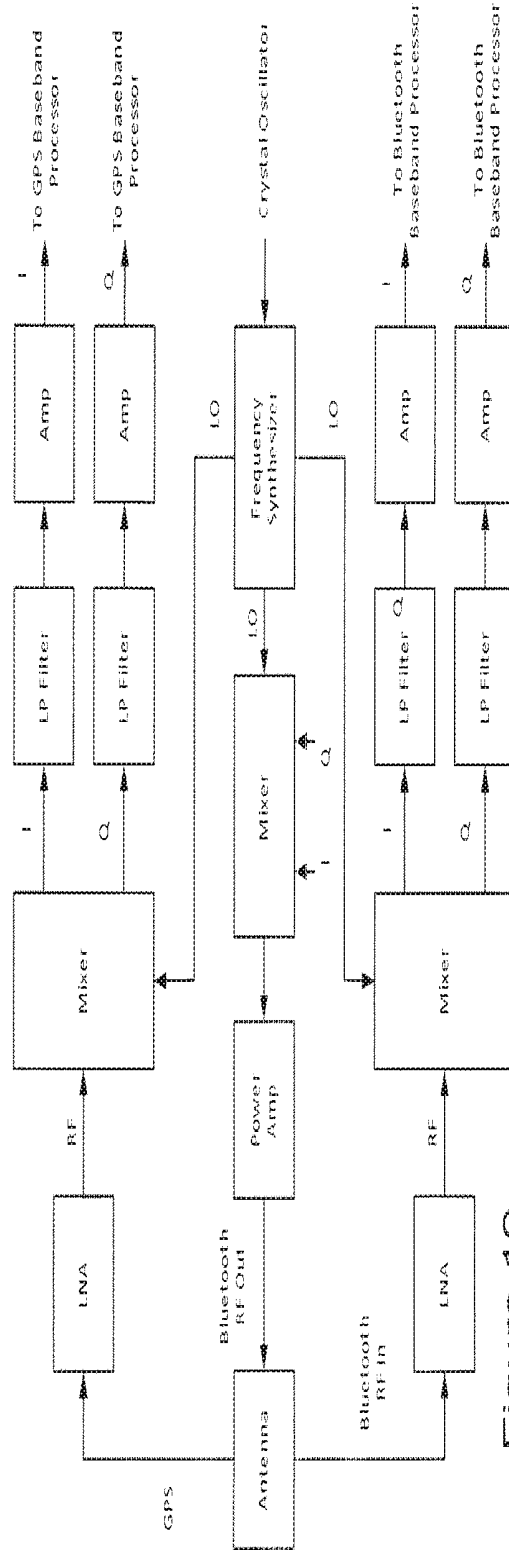 GPS
LNA
RF
Mixer
I
Q
LP Filter
LP Filter
Amp
Amp
I
Q
To GPS Baseband
Processor
To GPS Baseband
Processor
Antenna
Bluetooth
RF Out
Power
Amp
Mixer
I
Q
LO
LO
Frequency
Synthesizer
LO
Crystal Oscillator
Bluetooth
RF In
LNA
RF
Mixer
I
Q
LP Filter
Q
LP Filter
Amp
Amp
I
Q
To Bluetooth
Baseband Processor
To Bluetooth
Baseband Processor
Figure